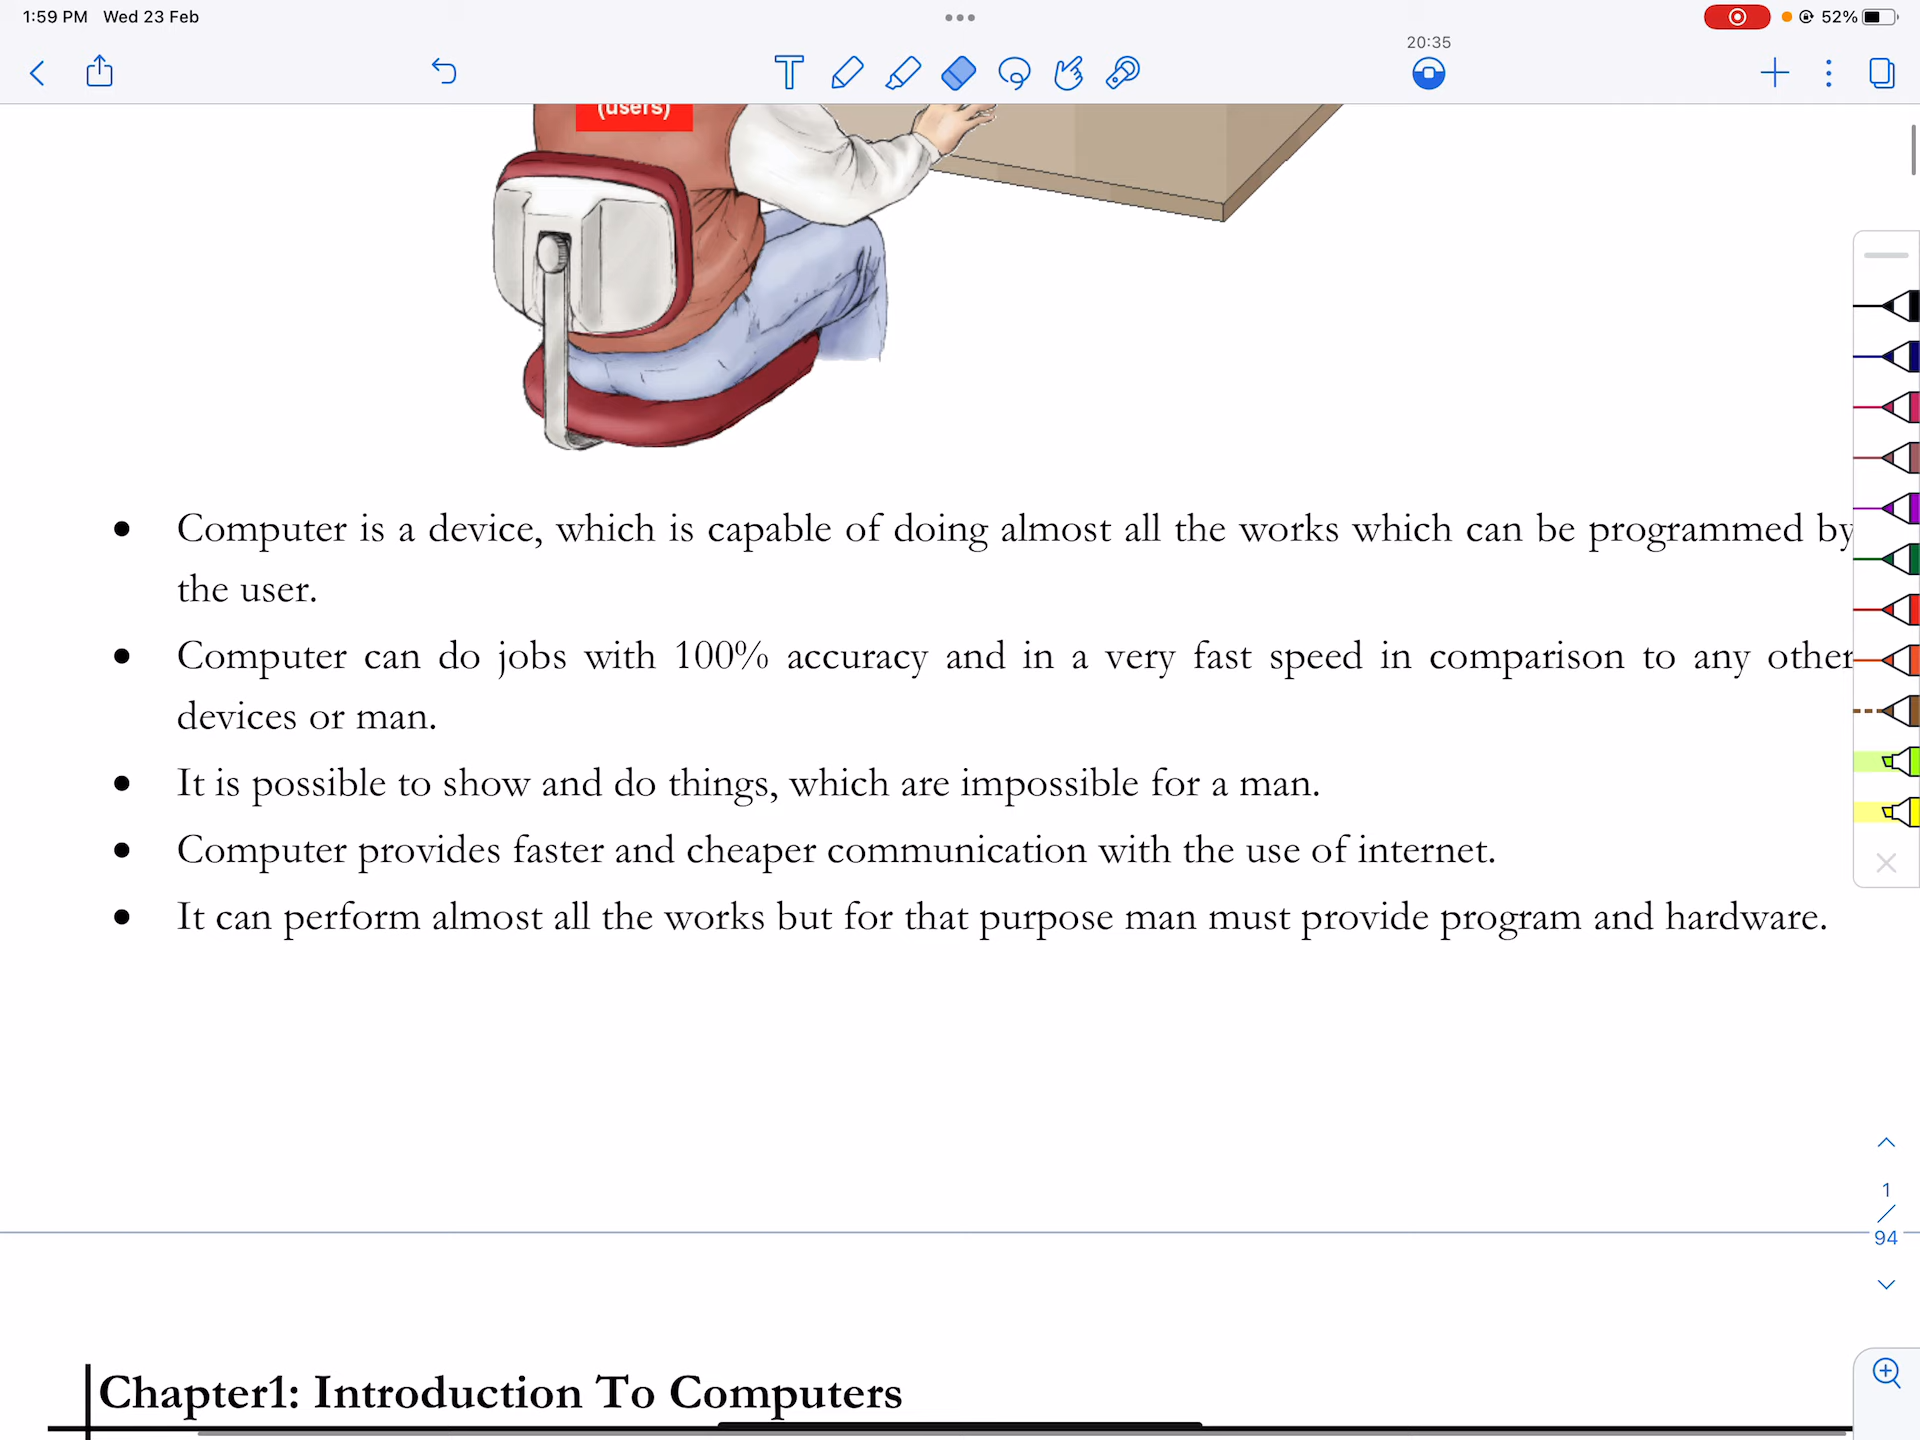 1:59 PM Wed 23 Feb
52%
20:35
(users)
• Computer is a device, which is capable of doing almost all the works which can be programmed by
the user.
• Computer can do jobs with 100% accuracy and in a very fast speed in comparison to any other
devices or man.
• It is possible to show and do things, which are impossible for a man.
• Computer provides faster and cheaper communication with the use of internet.
• It can perform almost all the works but for that purpose man must provide program and hardware.
1
/
94
Chapter1: Introduction To Computers